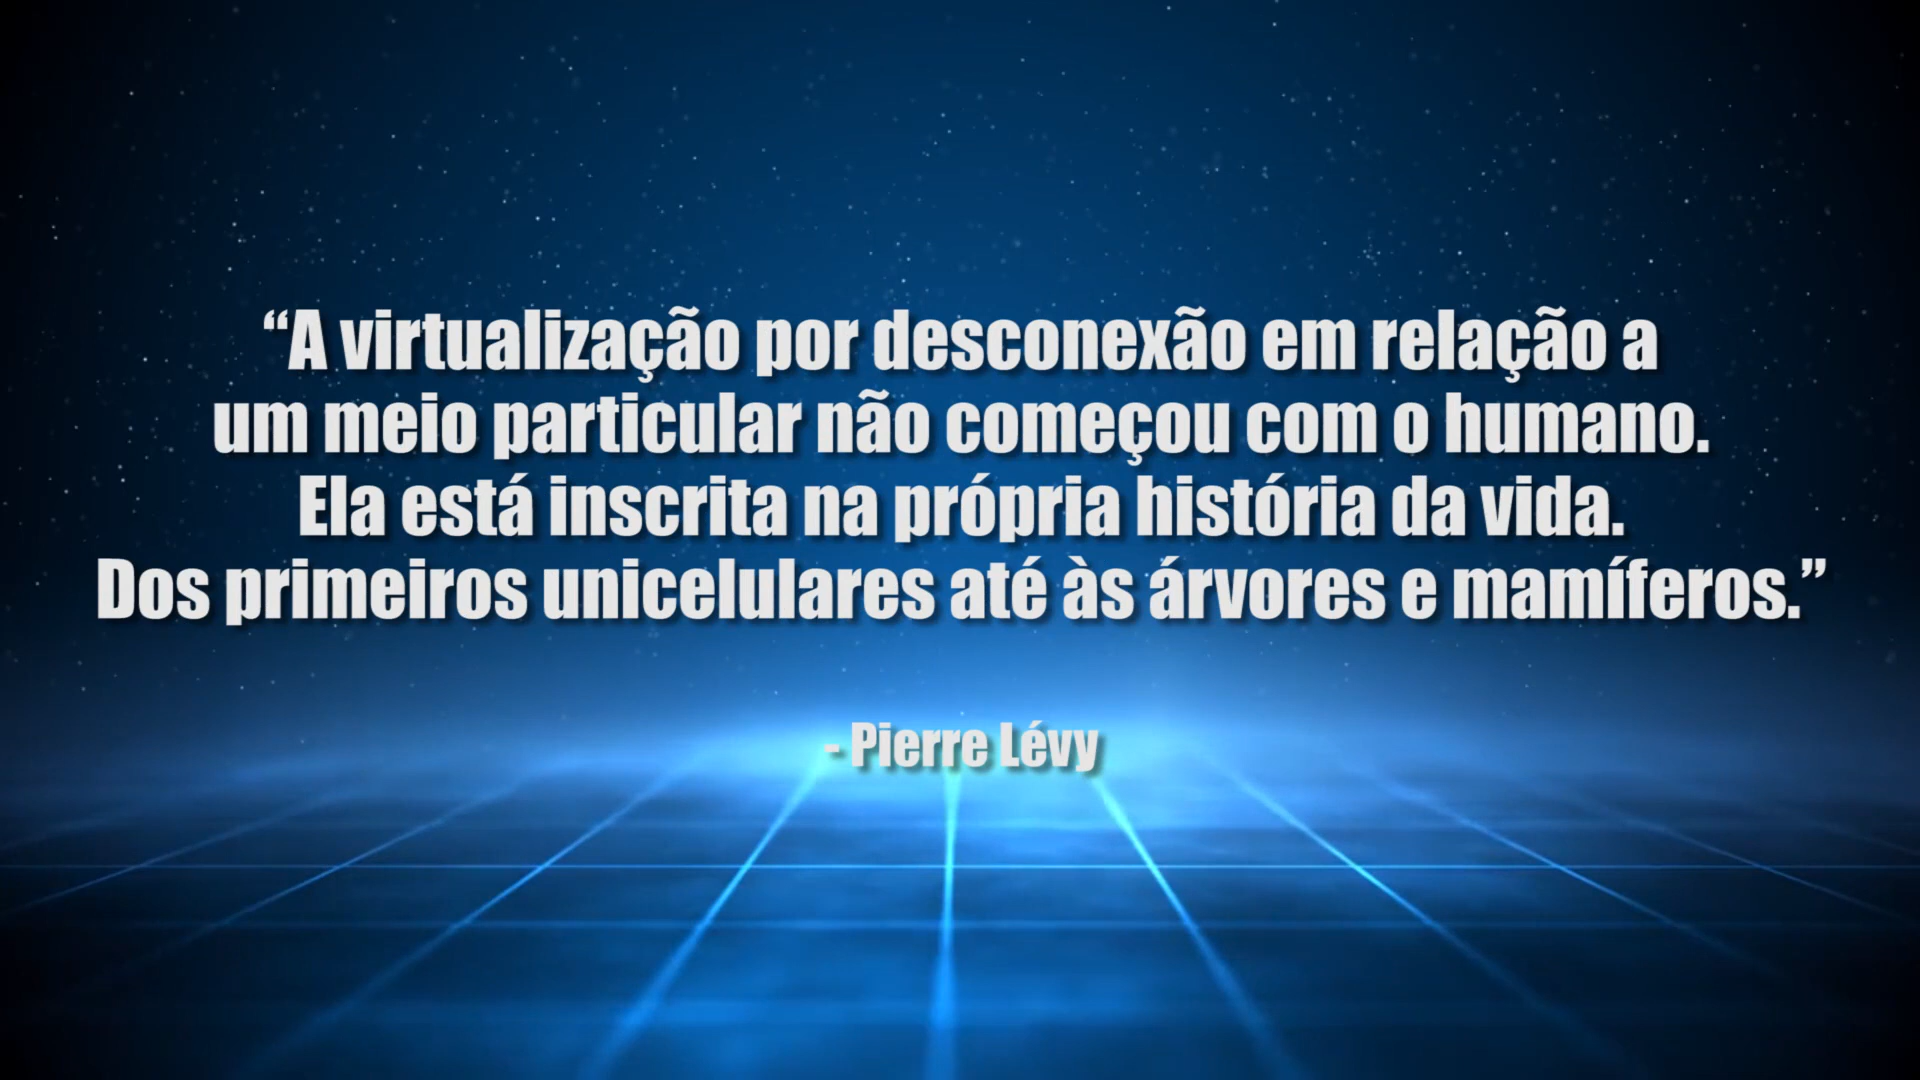 “A virtualização por desconexão em relação a
um meio particular não começou com o humano.
Ela está inscrita na própria história da vida.
Dos primeiros unicelulares até às árvores e mamíferos.”
- Pierre Lévy